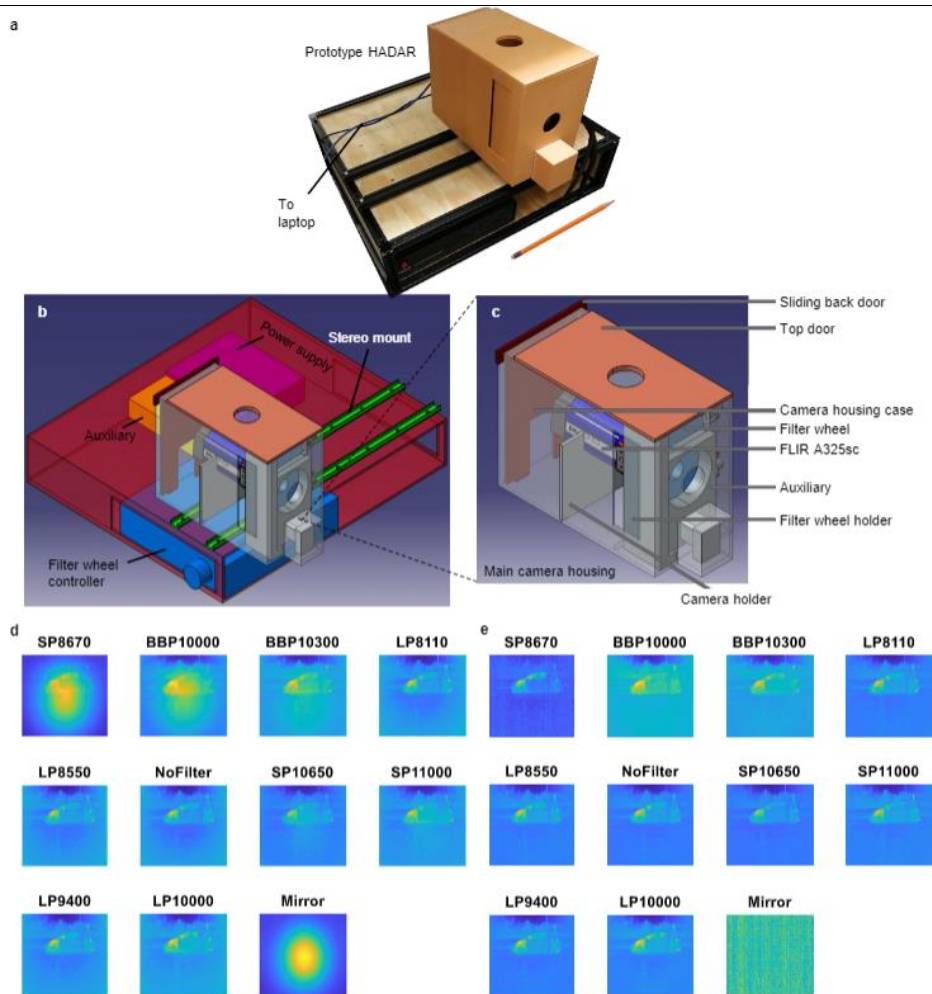 a
Prototype HADAR
To
laptop
b
Power supply
Stereo mount
Auxiliary
Filter wheel
controller
c
Sliding back door
Top door
Camera housing case
Filter wheel
FLIR A325sc
Auxiliary
Filter wheel holder
Main camera housing
Camera holder
d
SP8670 BBP10000 BBP10300 LP8110
LP8550 NoFilter SP10650 SP11000
LP9400 LP10000 Mirror
e
SP8670 BBP10000 BBP10300 LP8110
LP8550 NoFilter SP10650 SP11000
LP9400 LP10000 Mirror